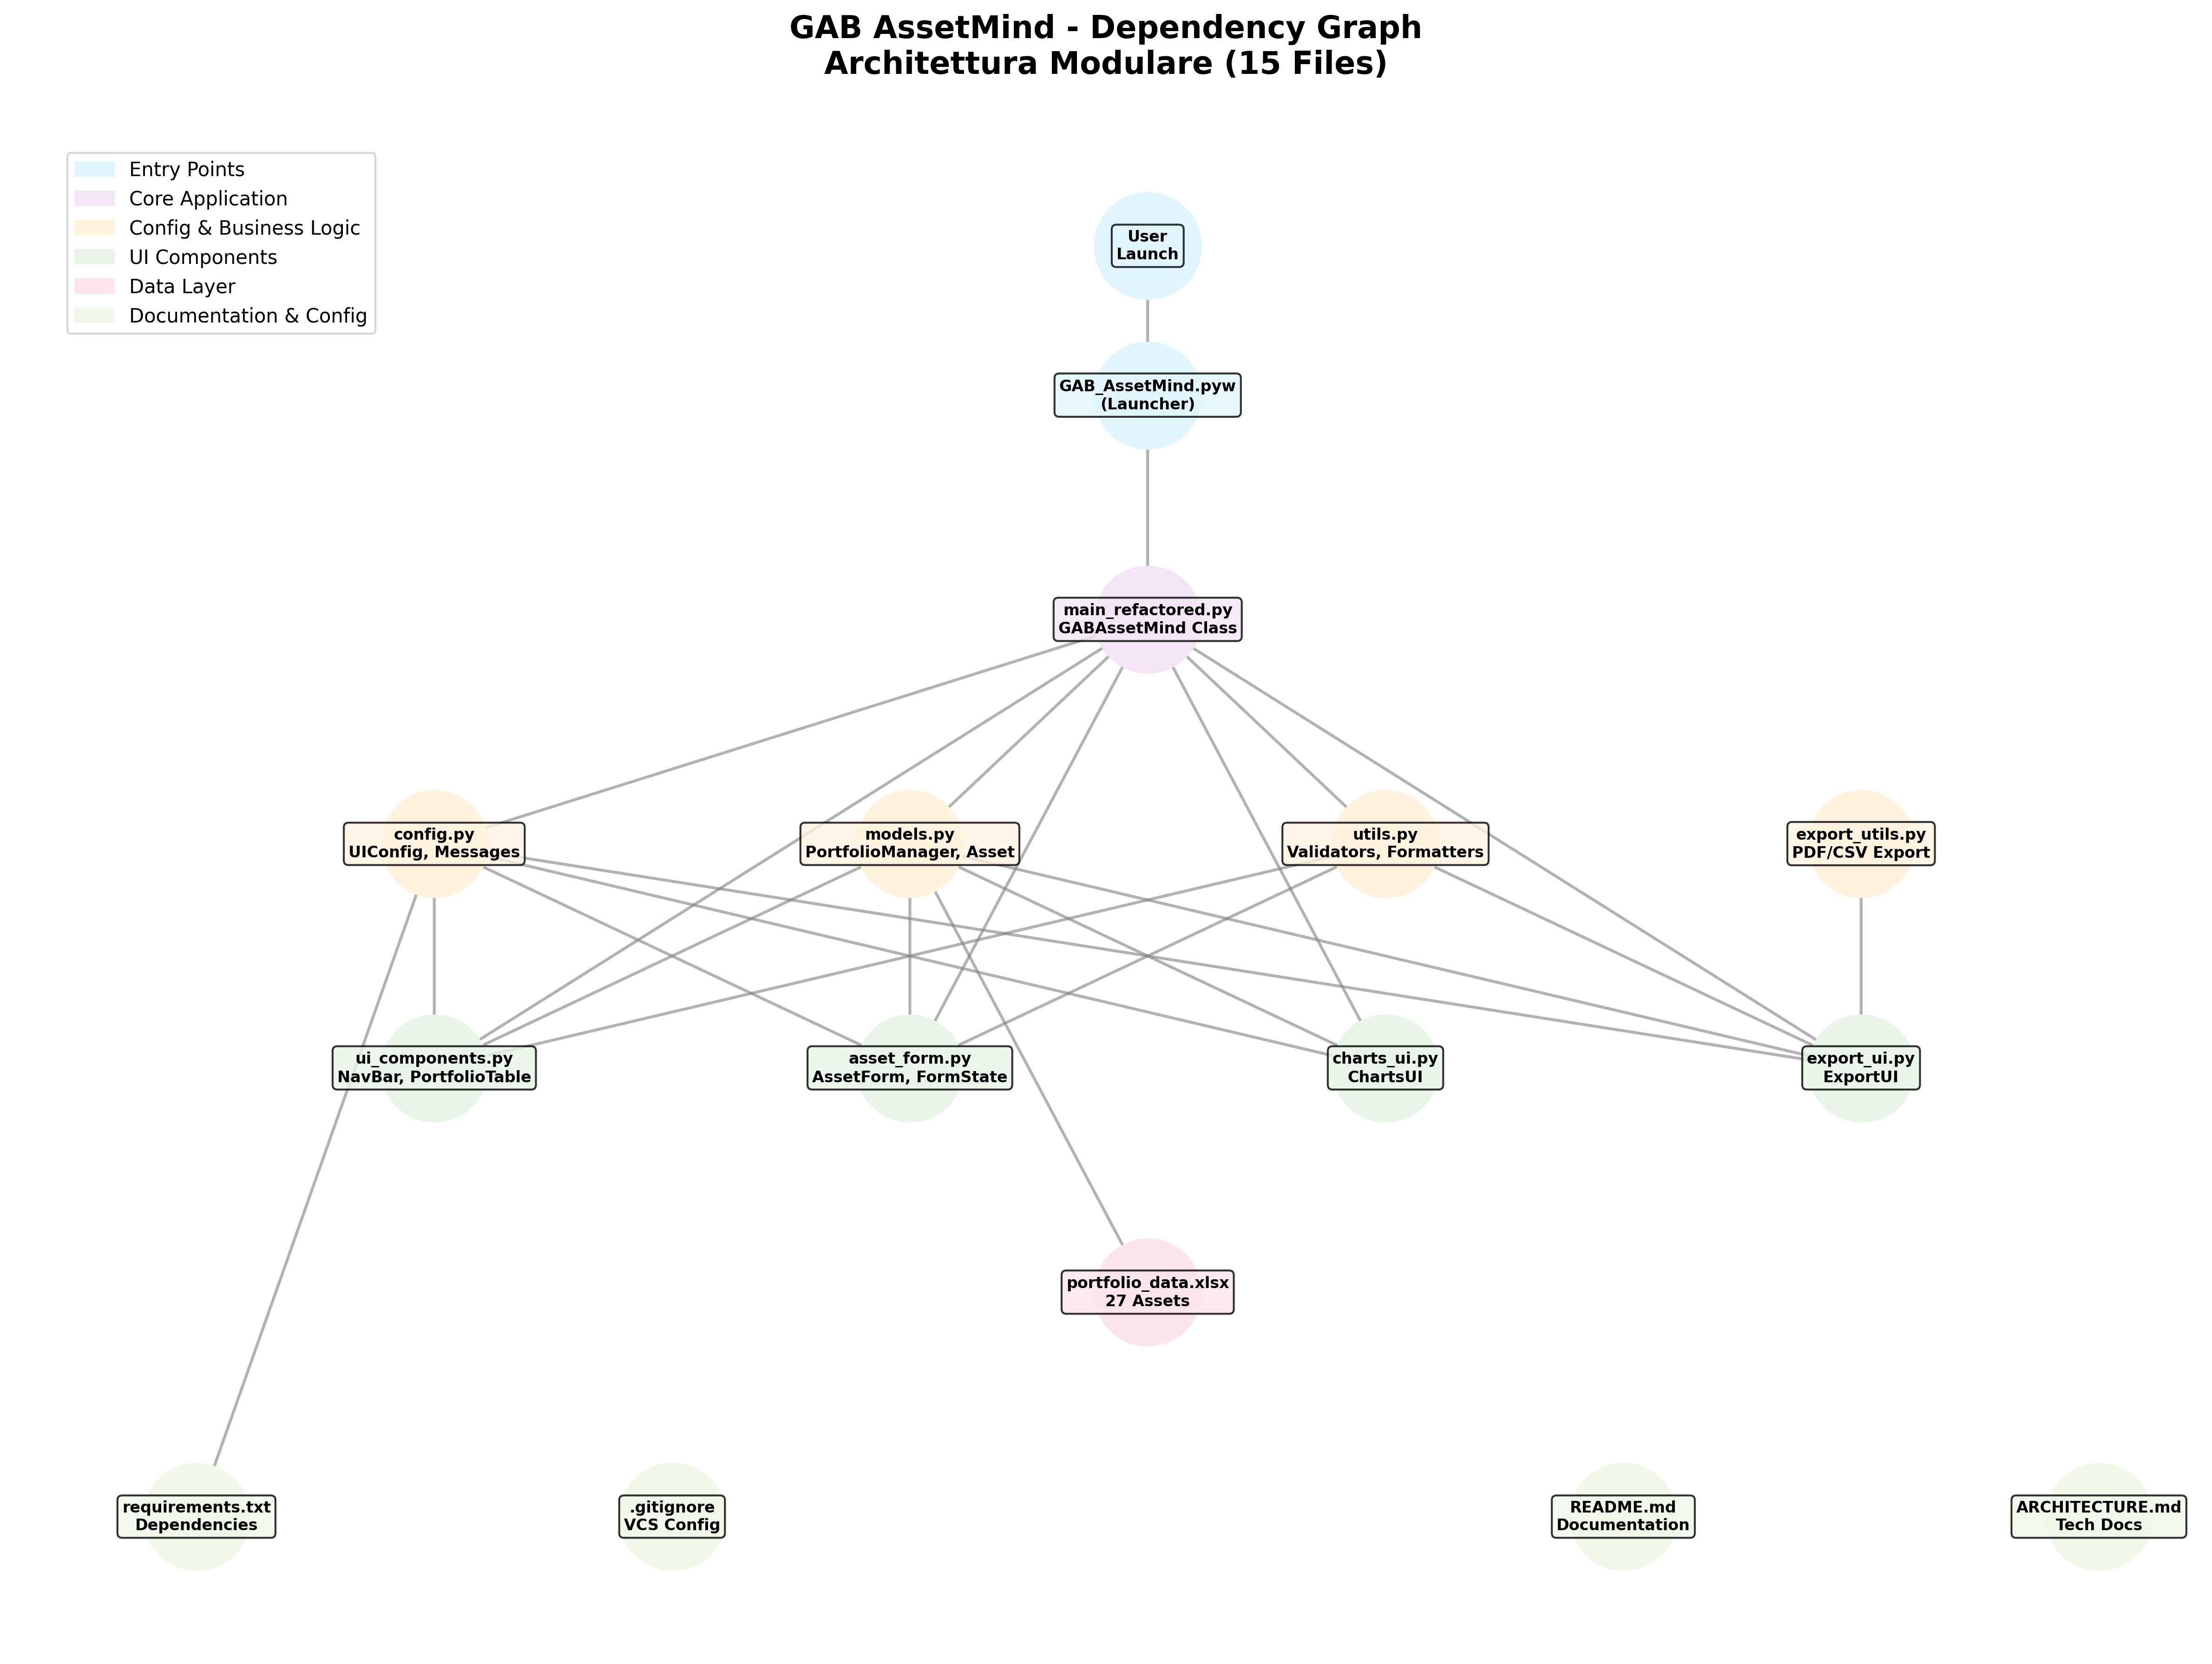 GAB AssetMind - Dependency Graph
Architettura Modulare (15 Files)
Entry Points
Core Application
Config & Business Logic
UI Components
Data Layer
Documentation & Config
User
Launch
GAB_AssetMind.pyw
(Launcher)
main_refactored.py
GABAssetMind Class
config.py
UIConfig, Messages
models.py
PortfolioManager, Asset
utils.py
Validators, Formatters
export_utils.py
PDF/CSV Export
ui_components.py
NavBar, PortfolioTable
asset_form.py
AssetForm, FormState
charts_ui.py
ChartsUI
export_ui.py
ExportUI
portfolio_data.xlsx
27 Assets
requirements.txt
Dependencies
.gitignore
VCS Config
README.md
Documentation
ARCHITECTURE.md
Tech Docs